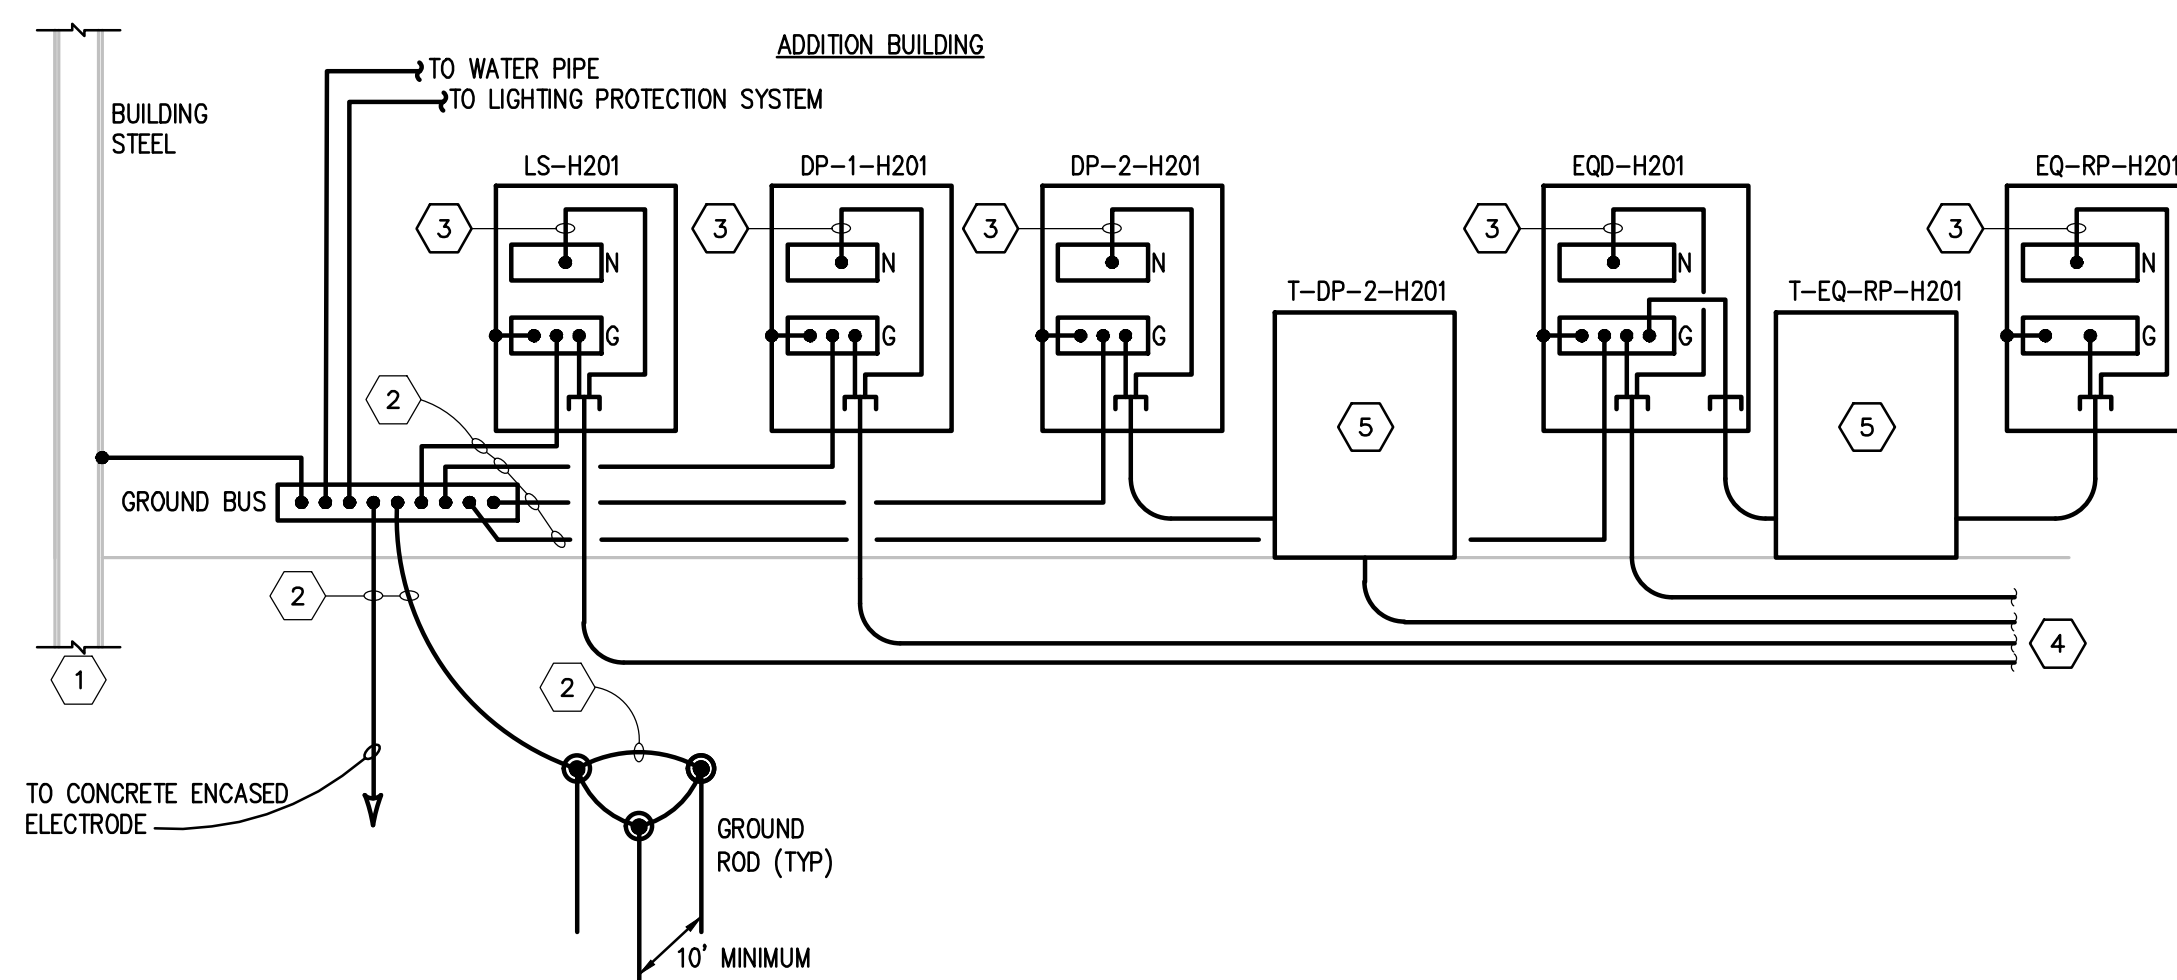 ADDITION BUILDING
TO WATER PIPE
TO LIGHTING PROTECTION SYSTEM
BUILDING
STEEL
LS-H201
DP-1-H201
DP-2-H201
EQD-H201
EQ-RP-H201
3
3
3
3
3
N
N
N
N
N
T-DP-2-H201
T-EQ-RP-H201
G
G
G
G
G
2
5
5
GROUND BUS
2
4
1
2
TO CONCRETE ENCASED
ELECTRODE
GROUND
ROD (TYP)
10' MINIMUM